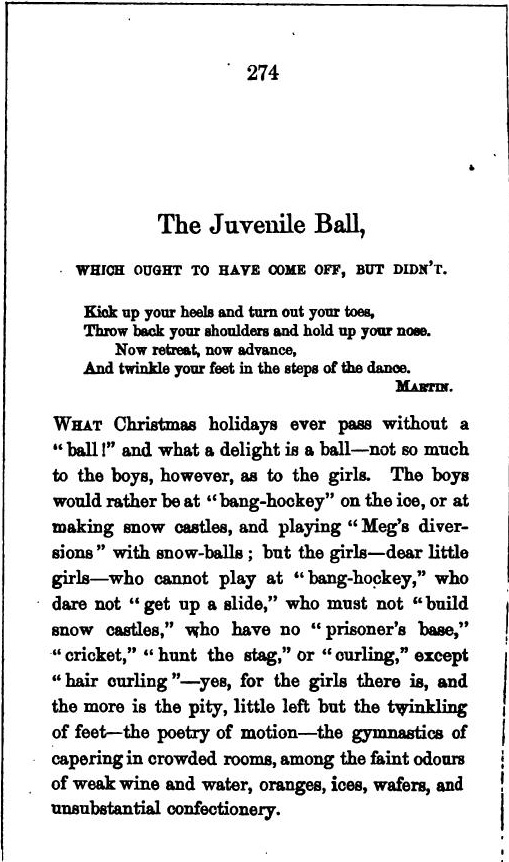 274
The Juvenile Ball,
WHICH OUGHT TO HAVE COME OFF, BUT DIDN'T.
Kick up your heels and turn out your toes,
Throw back your shoulders and hold up your nose.
Now retreat, now advance,
And twinkle your feet in the steps of the dance.
MARTIN.
WHAT Christmas holidays ever pass without a
"ball!" and what a delight is a ball—not so much
to the boys, however, as to the girls. The boys
would rather be at "bang-hockey" on the ice, or at
making snow castles, and playing "Meg's diver-
sions" with snow-balls; but the girls—dear little
girls—who cannot play at "bang-hockey," who
dare not "get up a slide," who must not "build
snow castles," who have no "prisoner's base,"
"cricket," "hunt the stag," or "curling," except
"hair curling"—yes, for the girls there is, and
the more is the pity, little left but the twinkling
of feet—the poetry of motion—the gymnastics of
capering in crowded rooms, among the faint odours
of weak wine and water, oranges, ices, wafers, and
unsubstantial confectionery.